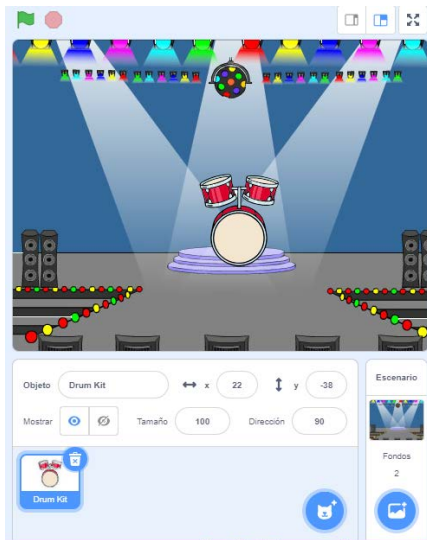 Objeto Drum Kit x 22 y -38
Mostrar Tamaño 100 Dirección 90
Drum Kit
Escenario
Fondos
2